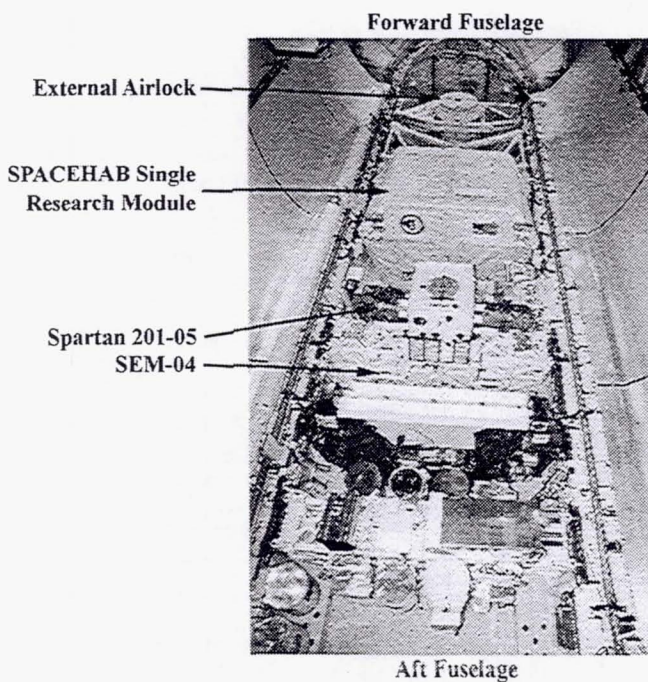 Forward Fuselage
External Airlock
SPACEHAB Single
Research Module
Spartan 201-05
SEM-04
Aft Fuselage